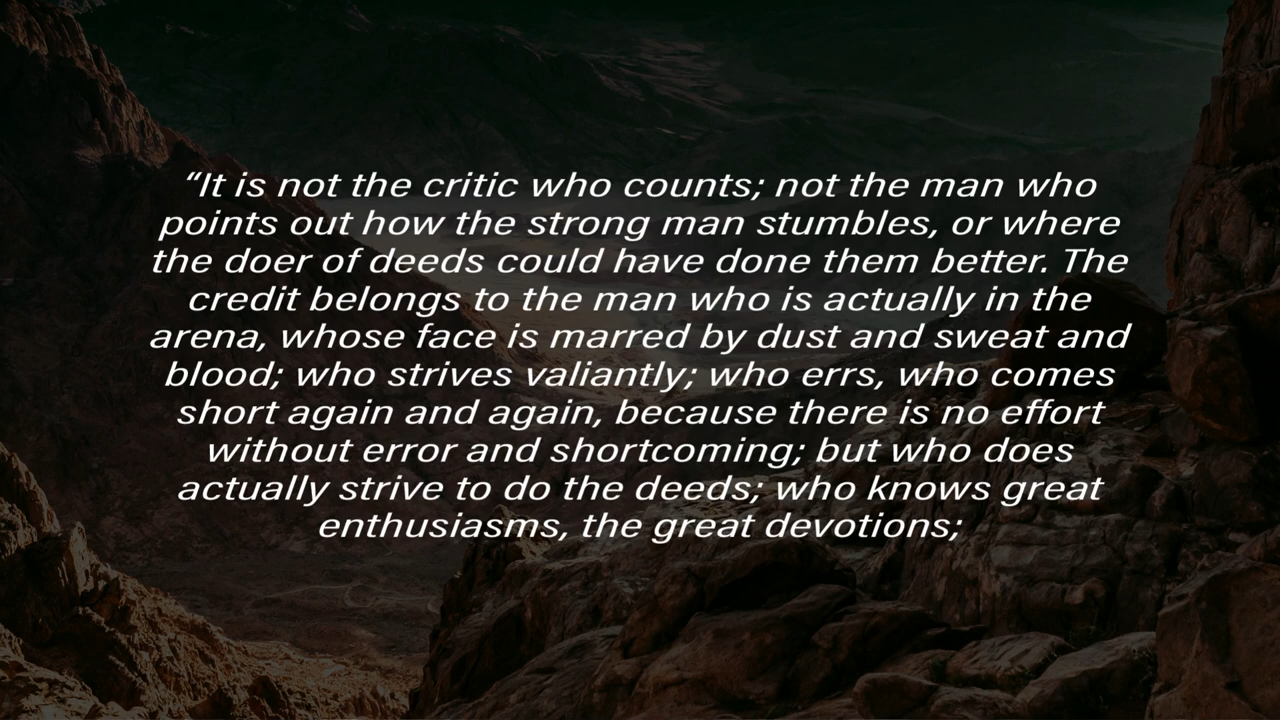 “It is not the critic who counts; not the man who
points out how the strong man stumbles, or where
the doer of deeds could have done them better. The
credit belongs to the man who is actually in the
arena, whose face is marred by dust and sweat and
blood; who strives valiantly; who errs, who comes
short again and again, because there is no effort
without error and shortcoming; but who does
actually strive to do the deeds; who knows great
enthusiasms, the great devotions;